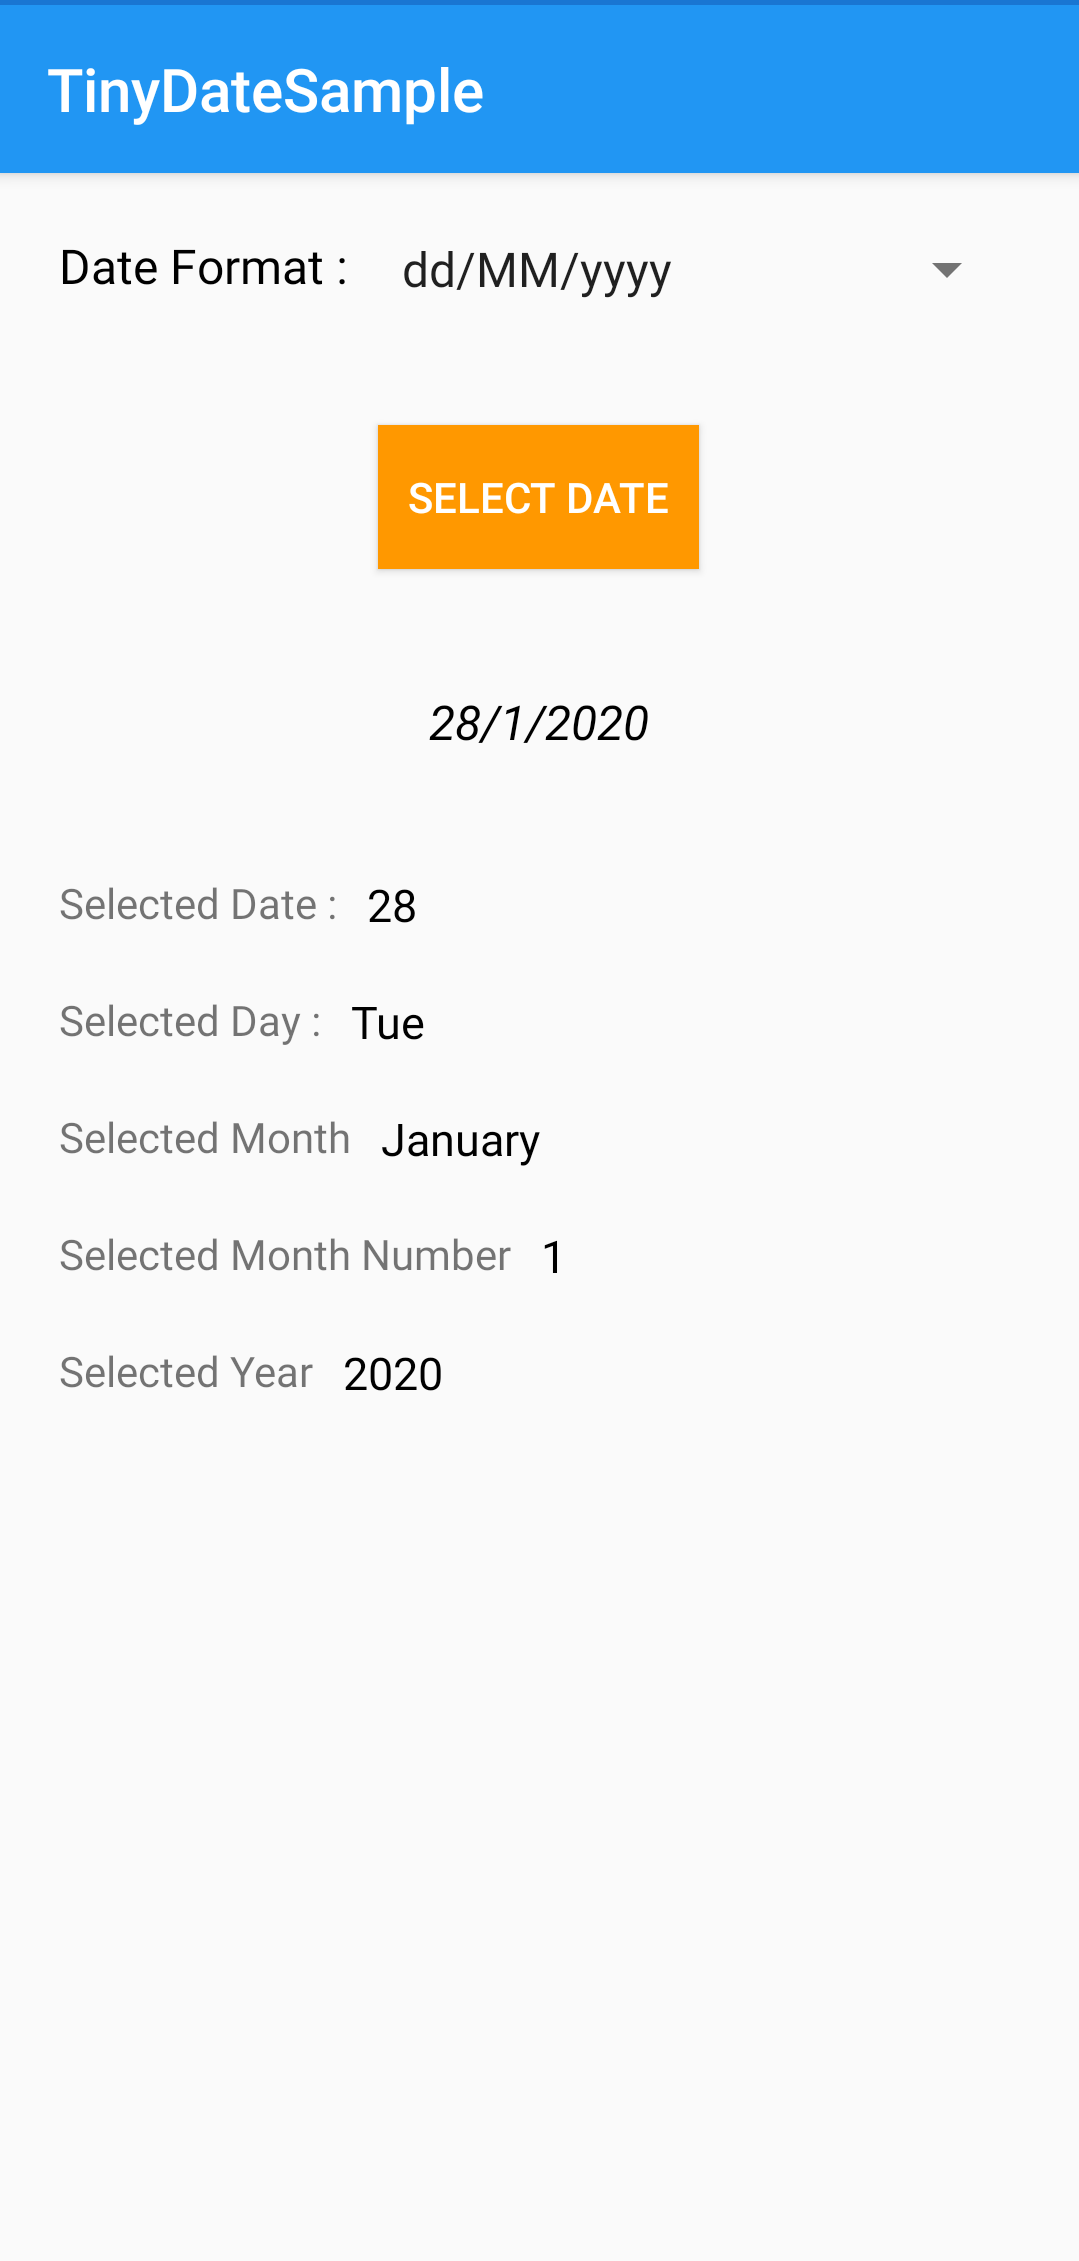 TinyDateSample
Date Format : dd/MM/yyyy
SELECT DATE
28/1/2020
Selected Date : 28
Selected Day : Tue
Selected Month January
Selected Month Number 1
Selected Year 2020